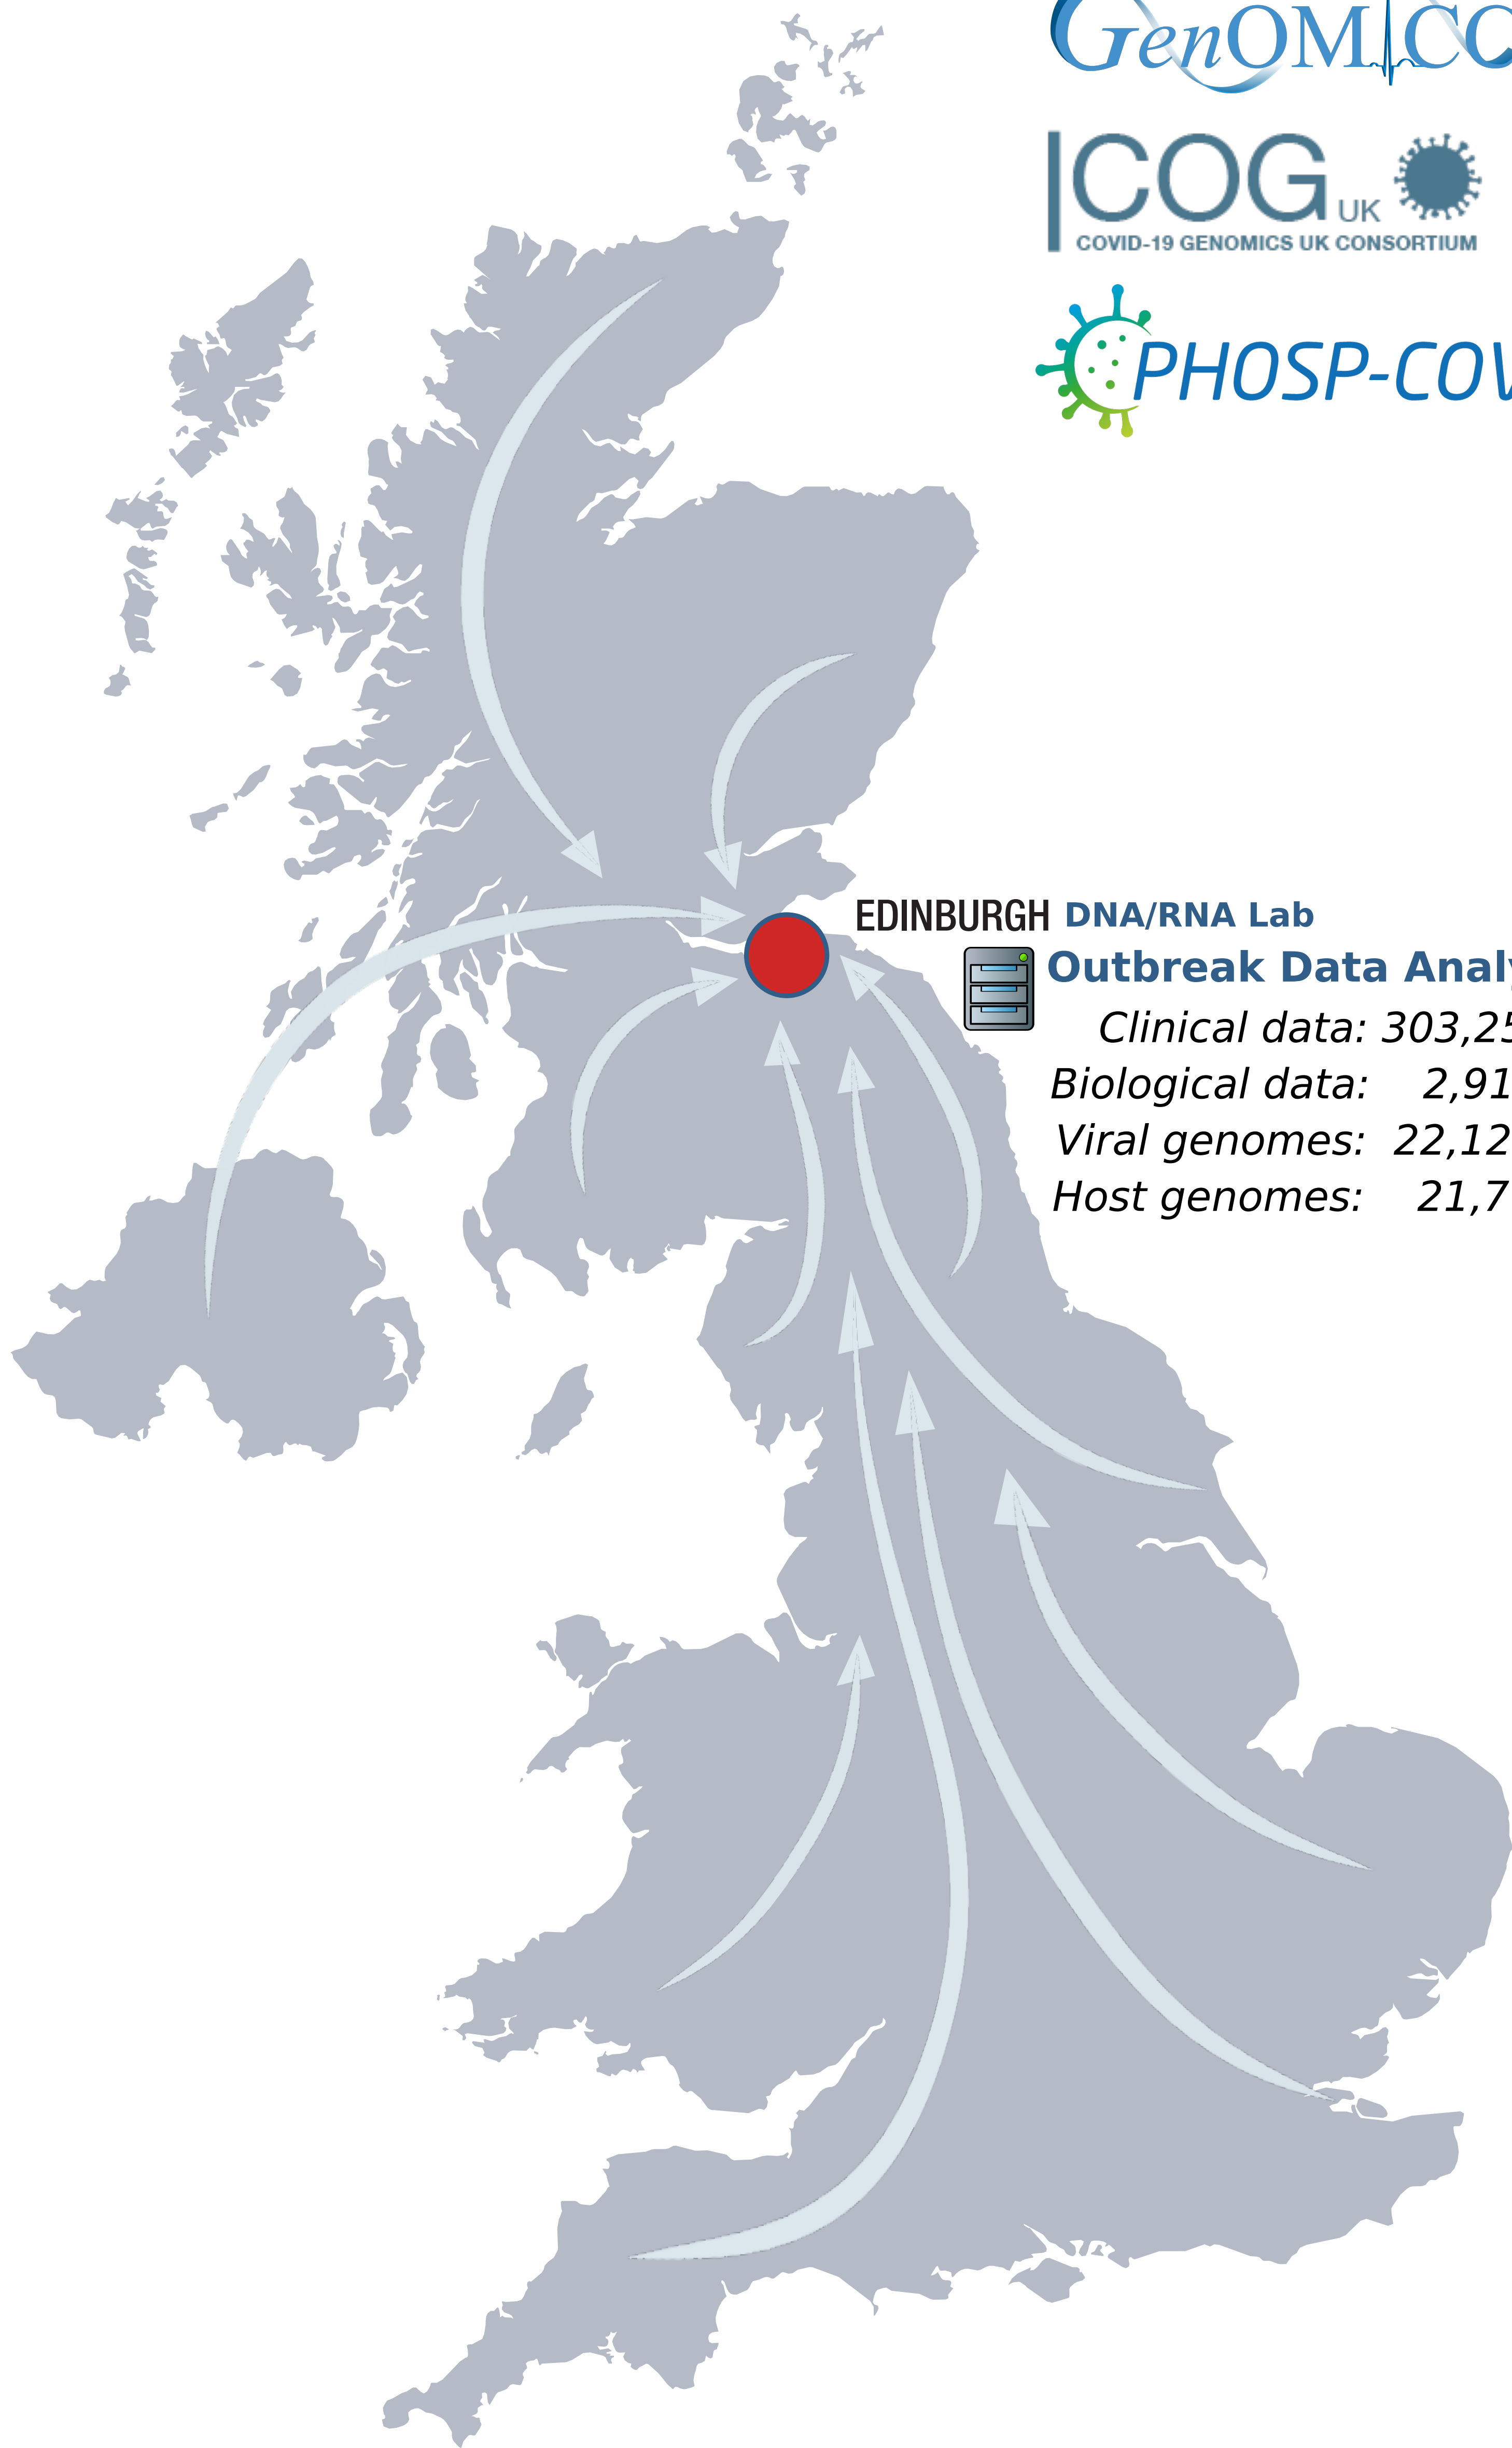 GenOMICC
COG UK
COVID-19 GENOMICS UK CONSORTIUM
PHOSP-COV
EDINBURGH DNA/RNA Lab
Outbreak Data Analy
Clinical data: 303,25
Biological data: 2,91
Viral genomes: 22,12
Host genomes: 21,7